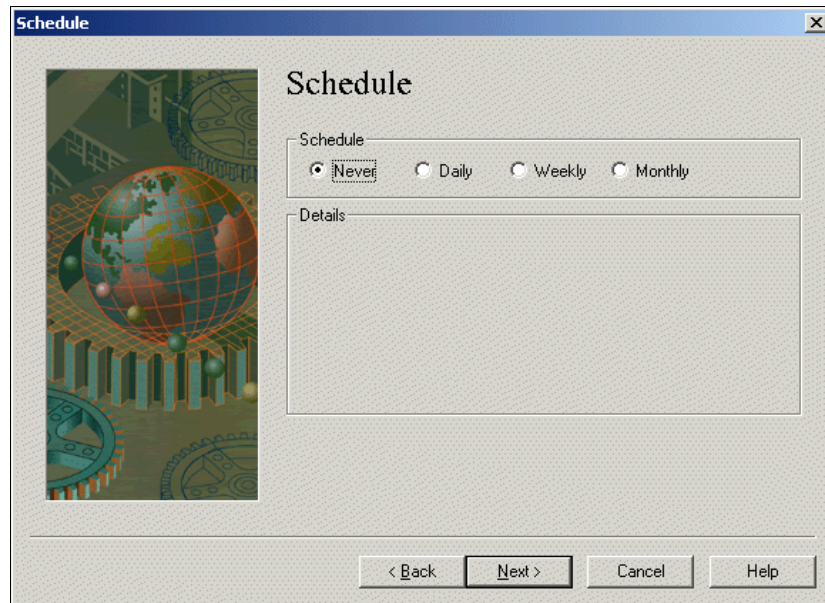 Schedule
Schedule
Schedule
Never Daily Weekly Monthly
Details
< Back Next > Cancel Help